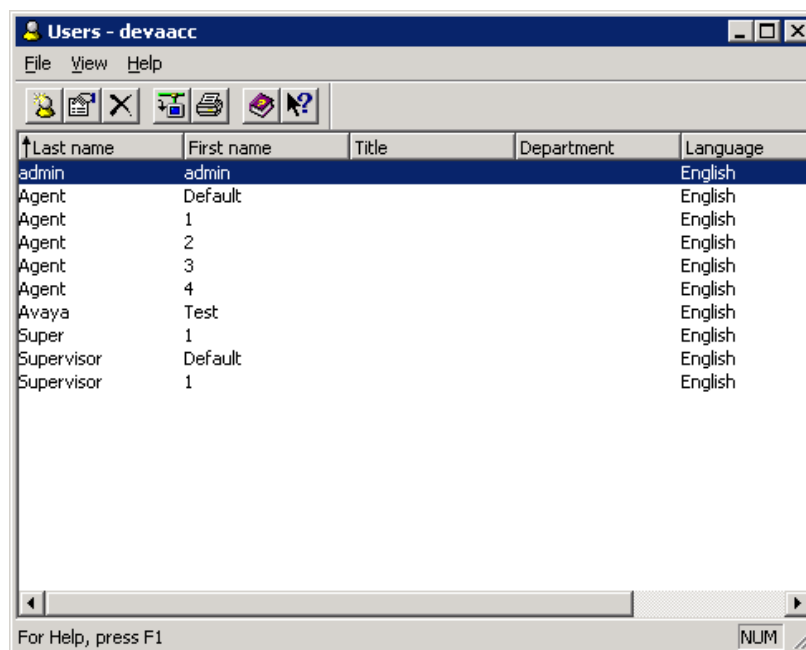 Users - devaacc
File View Help
Last name First name Title Department Language
admin admin English
Agent Default English
Agent 1 English
Agent 2 English
Agent 3 English
Agent 4 English
Avaya Test English
Super 1 English
Supervisor Default English
Supervisor 1 English
For Help, press F1 NUM